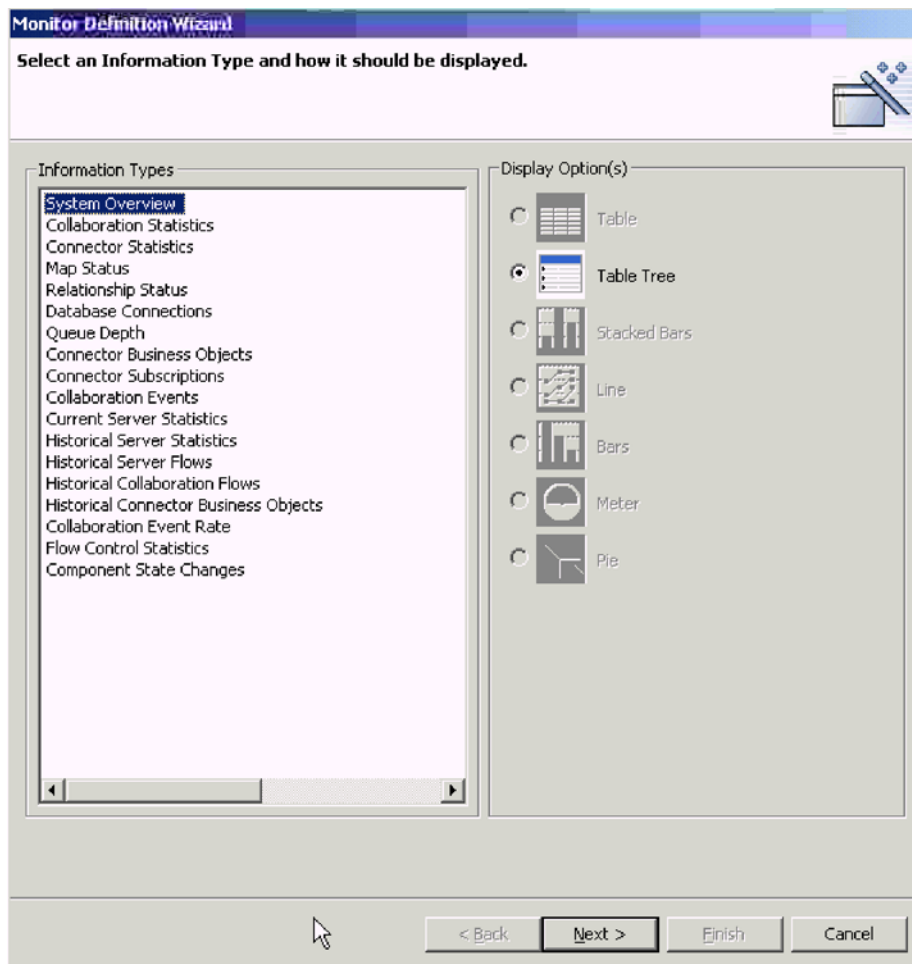 Monitor Definition Wizard
Select an Information Type and how it should be displayed.
Information Types
System Overview
Collaboration Statistics
Connector Statistics
Map Status
Relationship Status
Database Connections
Queue Depth
Connector Business Objects
Connector Subscriptions
Collaboration Events
Current Server Statistics
Historical Server Statistics
Historical Server Flows
Historical Collaboration Flows
Historical Connector Business Objects
Collaboration Event Rate
Flow Control Statistics
Component State Changes
Display Option(s)
Table
Table Tree
Stacked Bars
Line
Bars
Meter
Pie
< Back
Next >
Finish
Cancel